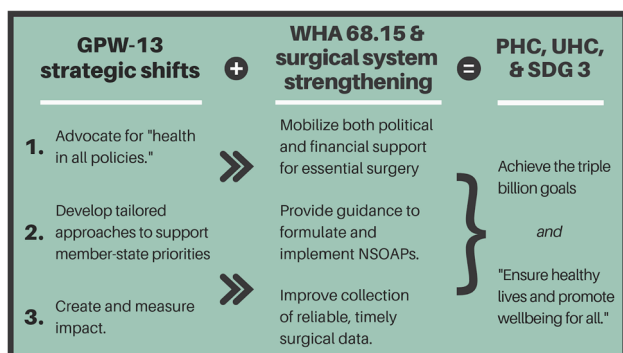 GPW-13
strategic shifts
+
WHA 68.15 &
surgical system
strengthening
=
PHC, UHC,
& SDG 3
1.
Advocate for "health
in all policies."
Mobilize both political
and financial support
for essential surgery
2.
Develop tailored
approaches to support
member-state priorities
Provide guidance to
formulate and
implement NSOAPs.
3.
Create and measure
impact.
Improve collection
of reliable, timely
surgical data.
Achieve the triple
billion goals
and
"Ensure healthy
lives and promote
wellbeing for all."